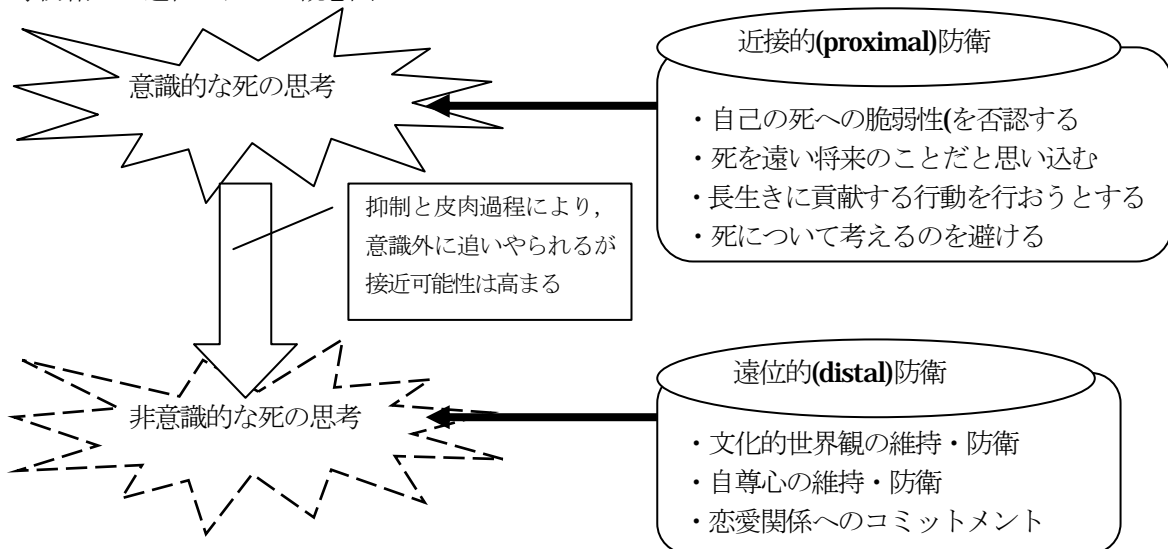 近接的(proximal)防衛
意識的な死の思考
・自己の死への脆弱性(を否認する
・死を遠い将来のことだと思い込む
・長生きに貢献する行動を行おうとする
・死について考えるのを避ける
抑制と皮肉過程により，
意識外に追いやられるが
接近可能性は高まる
遠位的(distal)防衛
非意識的な死の思考
・文化的世界観の維持・防衛
・自尊心の維持・防衛
・恋愛関係へのコミットメント